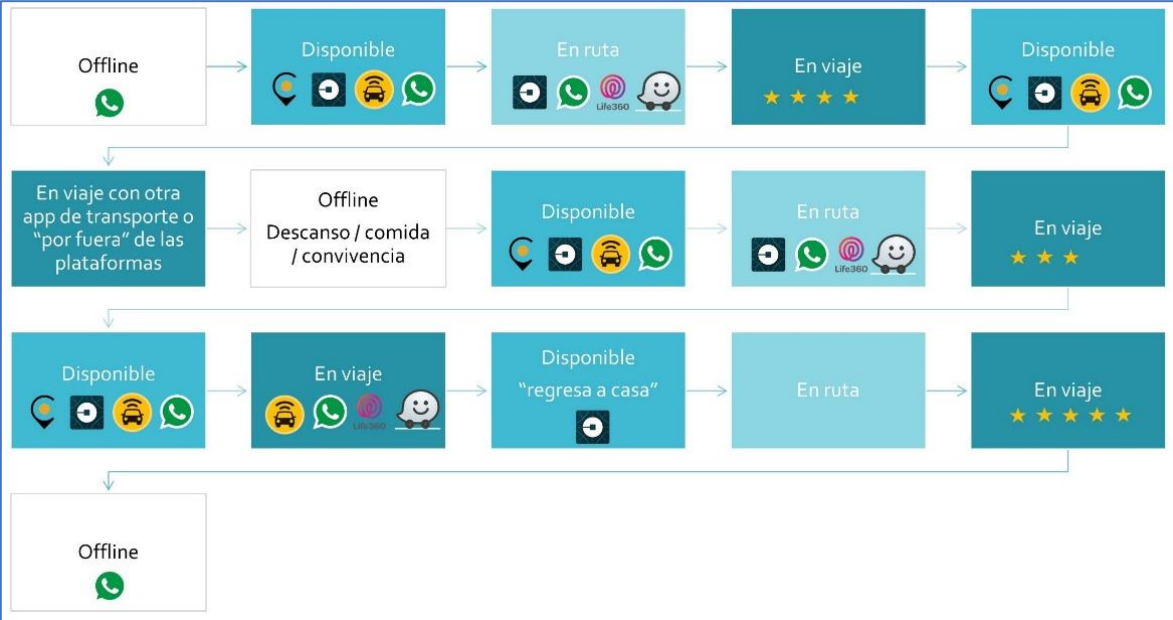 Offline
Disponible
En ruta
Life360
En viaje
Disponible
En viaje con otra
app de transporte o
“por fuera” de las
plataformas
Offline
Descanso / comida
/ convivencia
Disponible
En ruta
Life360
En viaje
Disponible
En viaje
Life360
Disponible
“regresa a casa”
En ruta
En viaje
Offline